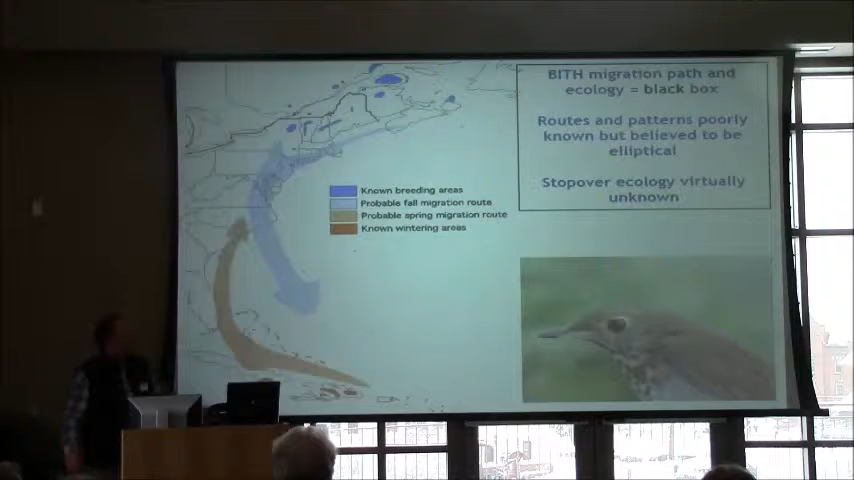 BITH migration path and
ecology = black box
Routes and patterns poorly
known but believed to be
elliptical
Stopover ecology virtually
unknown
Known breeding areas
Probable fall migration route
Probable spring migration route
Known wintering areas